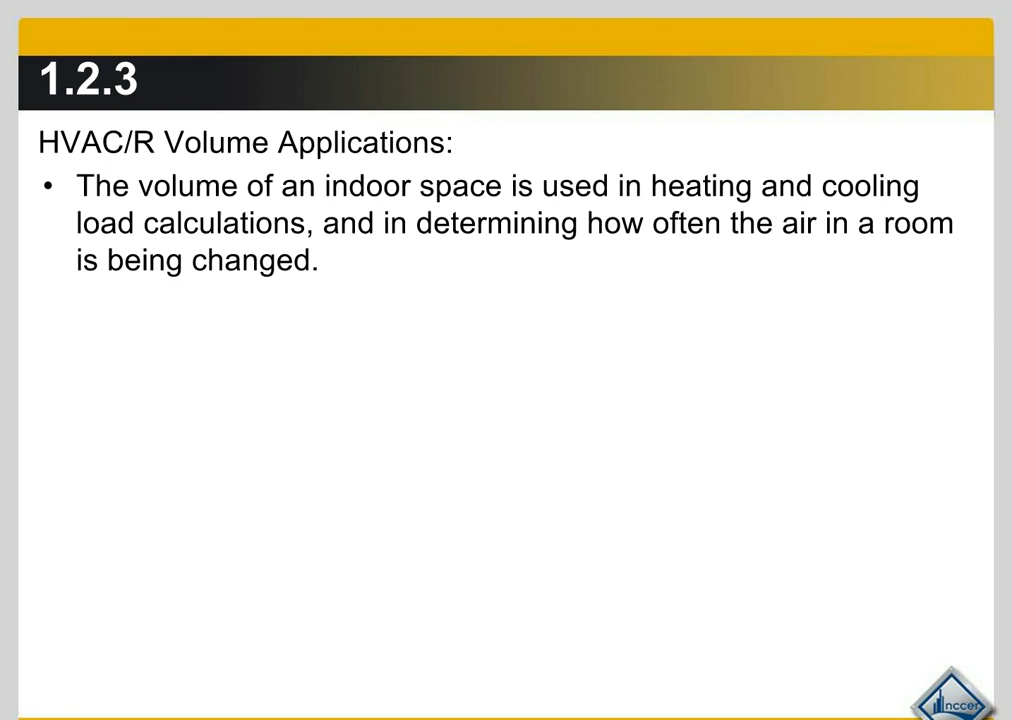 1.2.3
HVAC/R Volume Applications:
• The volume of an indoor space is used in heating and cooling
load calculations, and in determining how often the air in a room
is being changed.
nccer